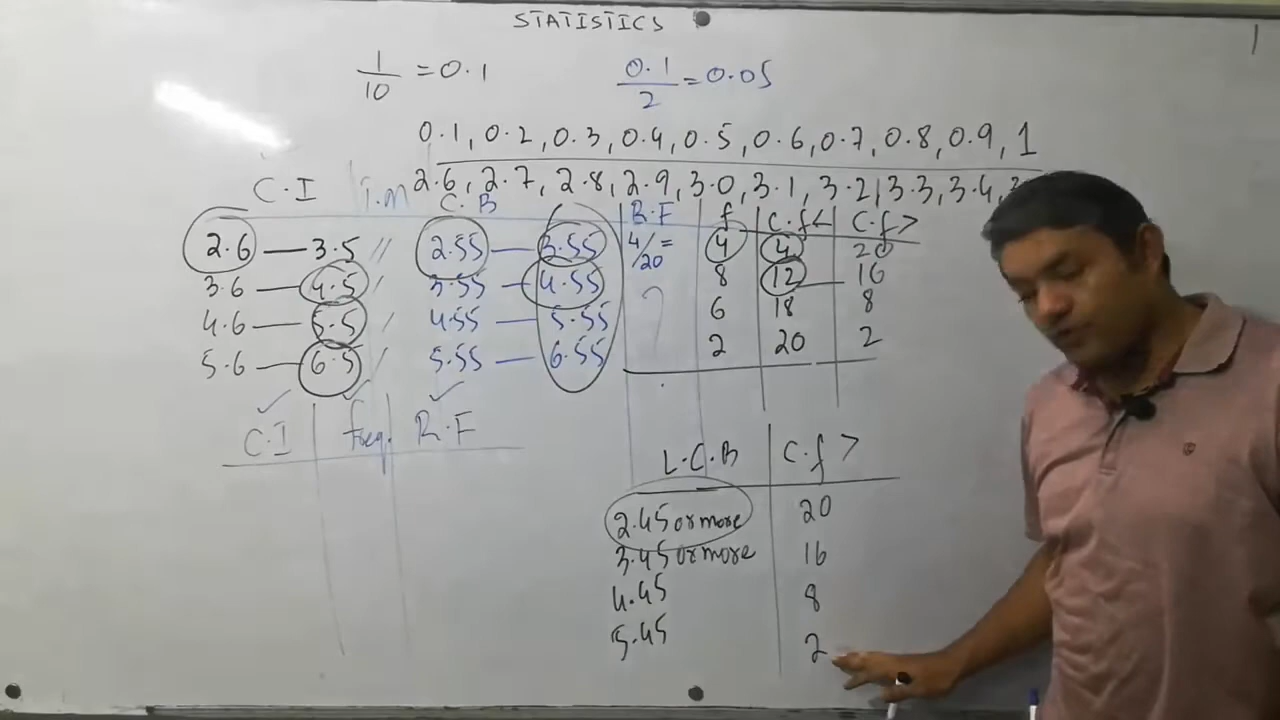 STATISTICS
1/10 = 0.1
0.1/2 = 0.05
0.1, 0.2, 0.3, 0.4, 0.5, 0.6, 0.7, 0.8, 0.9, 1
2.6, 2.7, 2.8, 2.9, 3.0, 3.1, 3.2, 3.3, 3.4,
C.I C.B R.F f C.f< C.f>
2.6 — 3.5 // 2.55 — 3.55 4/20 = 4 4 20
3.6 — 4.5 / 3.55 — 4.55 8 12 16
4.6 — 5.5 / 4.55 — 5.55 6 18 8
5.6 — 6.5 / 5.55 — 6.55 2 20 2
C.I Freq. R.F
L.C.B C.f >
2.45 or more 20
3.45 or more 16
4.45 8
5.45 2